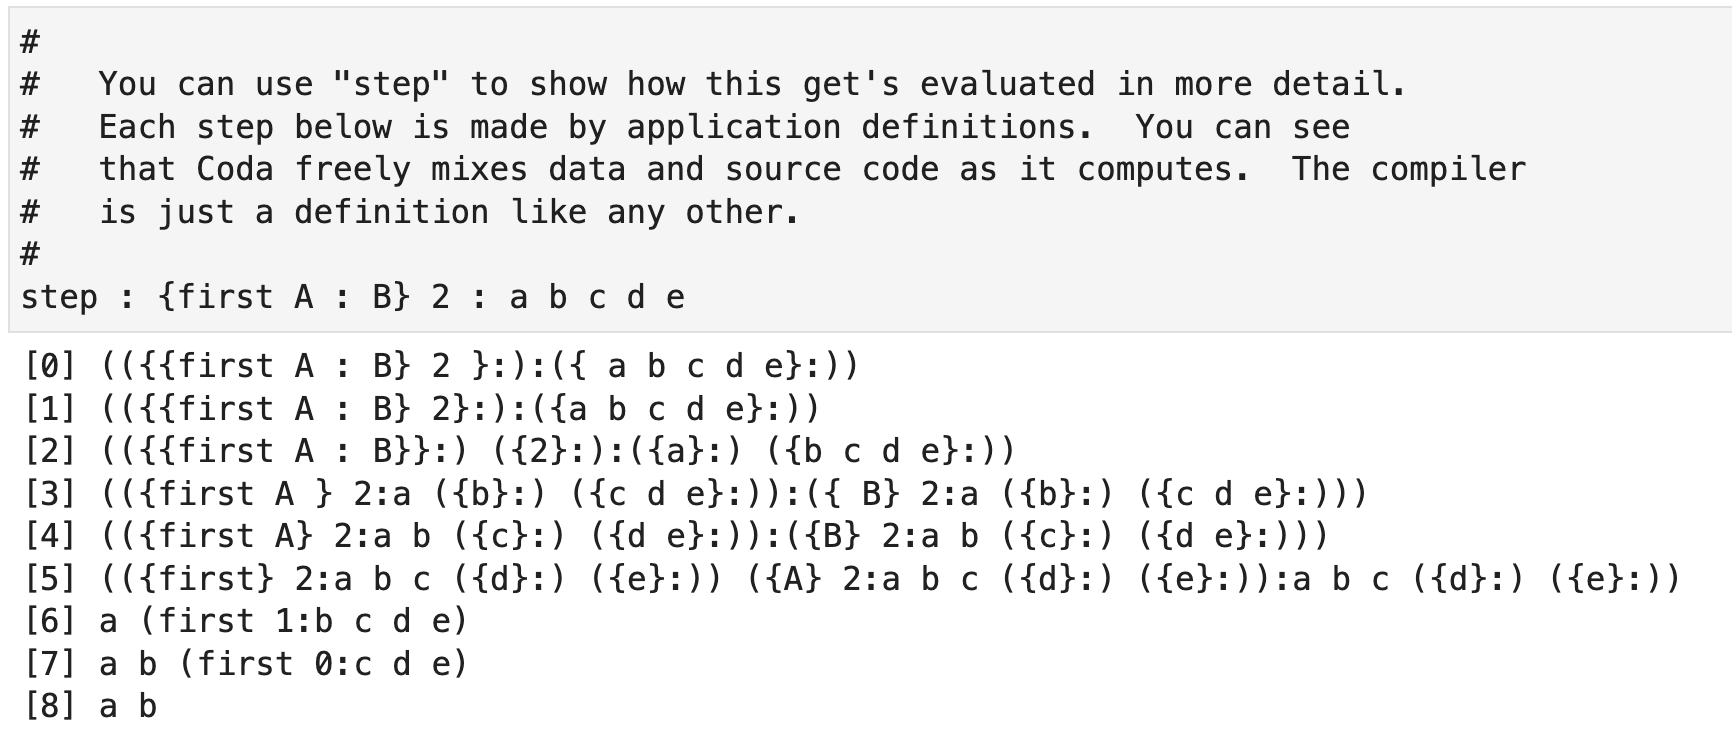 #
#   You can use "step" to show how this get's evaluated in more detail.
#   Each step below is made by application definitions.  You can see
#   that Coda freely mixes data and source code as it computes.  The compiler
#   is just a definition like any other.
#
step : {first A : B} 2 : a b c d e
[0] (({{first A : B} 2 }:):({ a b c d e}:))
[1] (({{first A : B} 2}:):({a b c d e}:))
[2] (({{first A : B}}:) ({2}:):({a}:) ({b c d e}:))
[3] (({first A } 2:a ({b}:) ({c d e}:)):({ B} 2:a ({b}:) ({c d e}:)))
[4] (({first A} 2:a b ({c}:) ({d e}:)):({B} 2:a b ({c}:) ({d e}:)))
[5] (({first} 2:a b c ({d}:) ({e}:)) ({A} 2:a b c ({d}:) ({e}:)):a b c ({d}:) ({e}:))
[6] a (first 1:b c d e)
[7] a b (first 0:c d e)
[8] a b